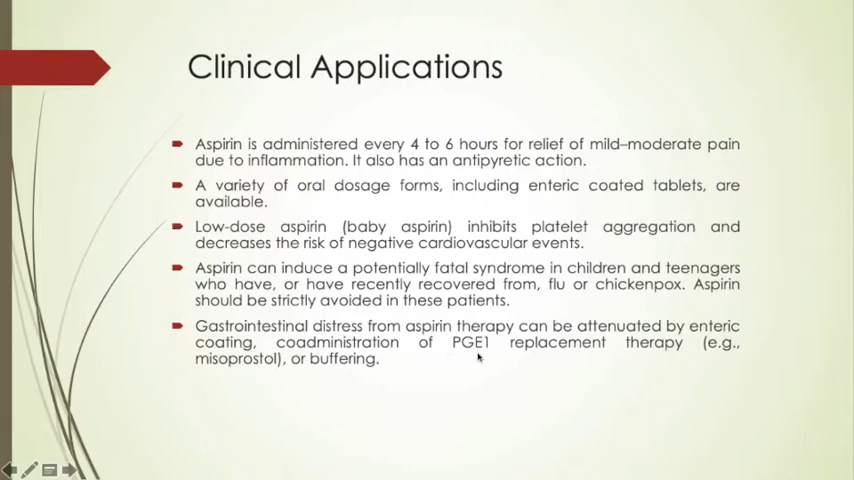 Clinical Applications
Aspirin is administered every 4 to 6 hours for relief of mild–moderate pain
due to inflammation. It also has an antipyretic action.
A variety of oral dosage forms, including enteric coated tablets, are
available.
Low-dose aspirin (baby aspirin) inhibits platelet aggregation and
decreases the risk of negative cardiovascular events.
Aspirin can induce a potentially fatal syndrome in children and teenagers
who have, or have recently recovered from, flu or chickenpox. Aspirin
should be strictly avoided in these patients.
Gastrointestinal distress from aspirin therapy can be attenuated by enteric
coating, coadministration of PGE1 replacement therapy (e.g.,
misoprostol), or buffering.